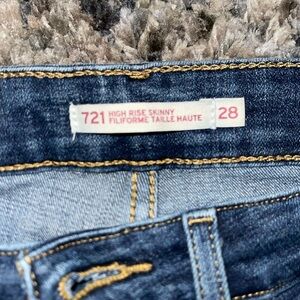 721 HIGH RISE SKINNY 28
FILIFORME TAILLE HAUTE